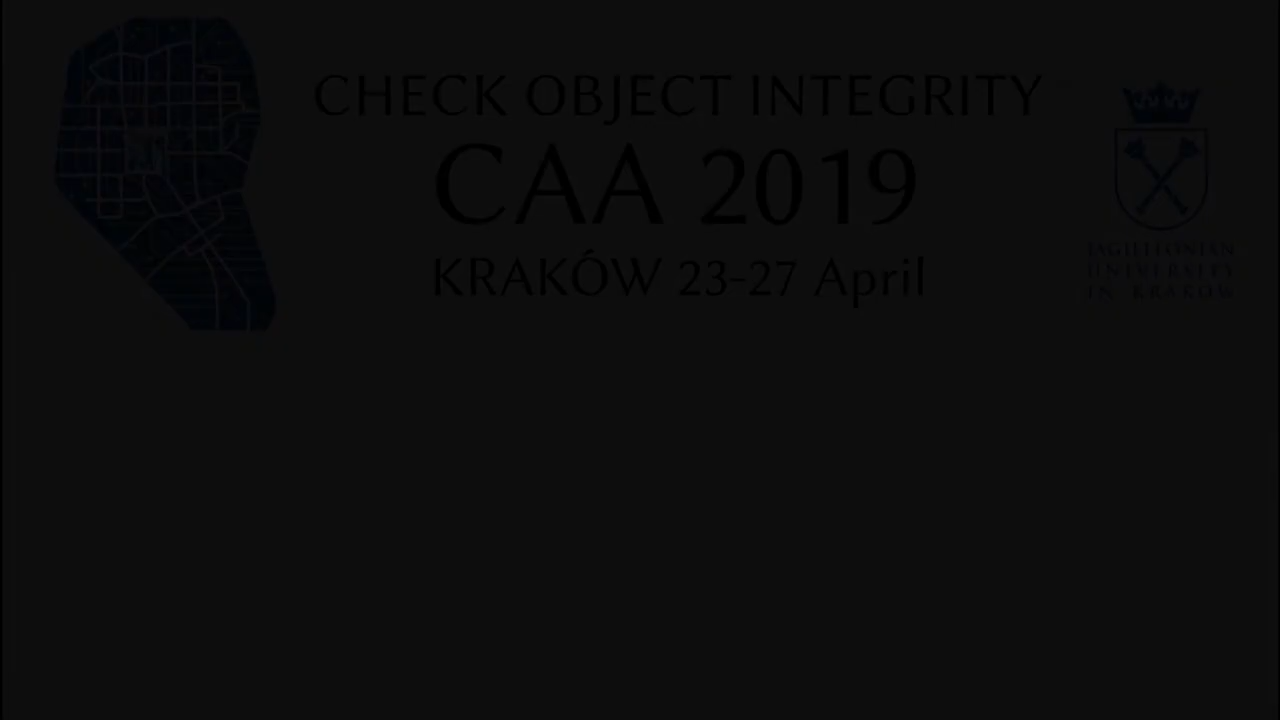 CHECK OBJECT INTEGRITY
CAA 2019
KRAKÓW 23-27 April
JAGIELLONIAN
UNIVERSITY
IN KRAKÓW